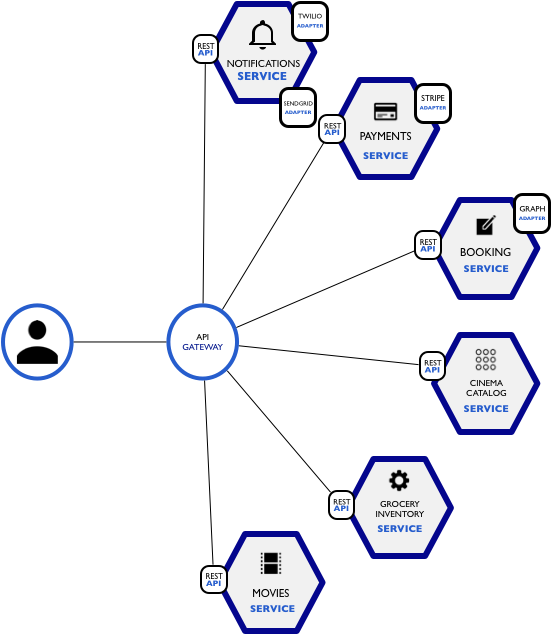 TWILIO
ADAPTER
REST
API
NOTIFICATIONS
SERVICE
SENDGRID
ADAPTER
STRIPE
ADAPTER
REST
API
PAYMENTS
SERVICE
GRAPH
ADAPTER
REST
API
BOOKING
SERVICE
API
GATEWAY
REST
API
CINEMA
CATALOG
SERVICE
REST
API
GROCERY
INVENTORY
SERVICE
REST
API
MOVIES
SERVICE